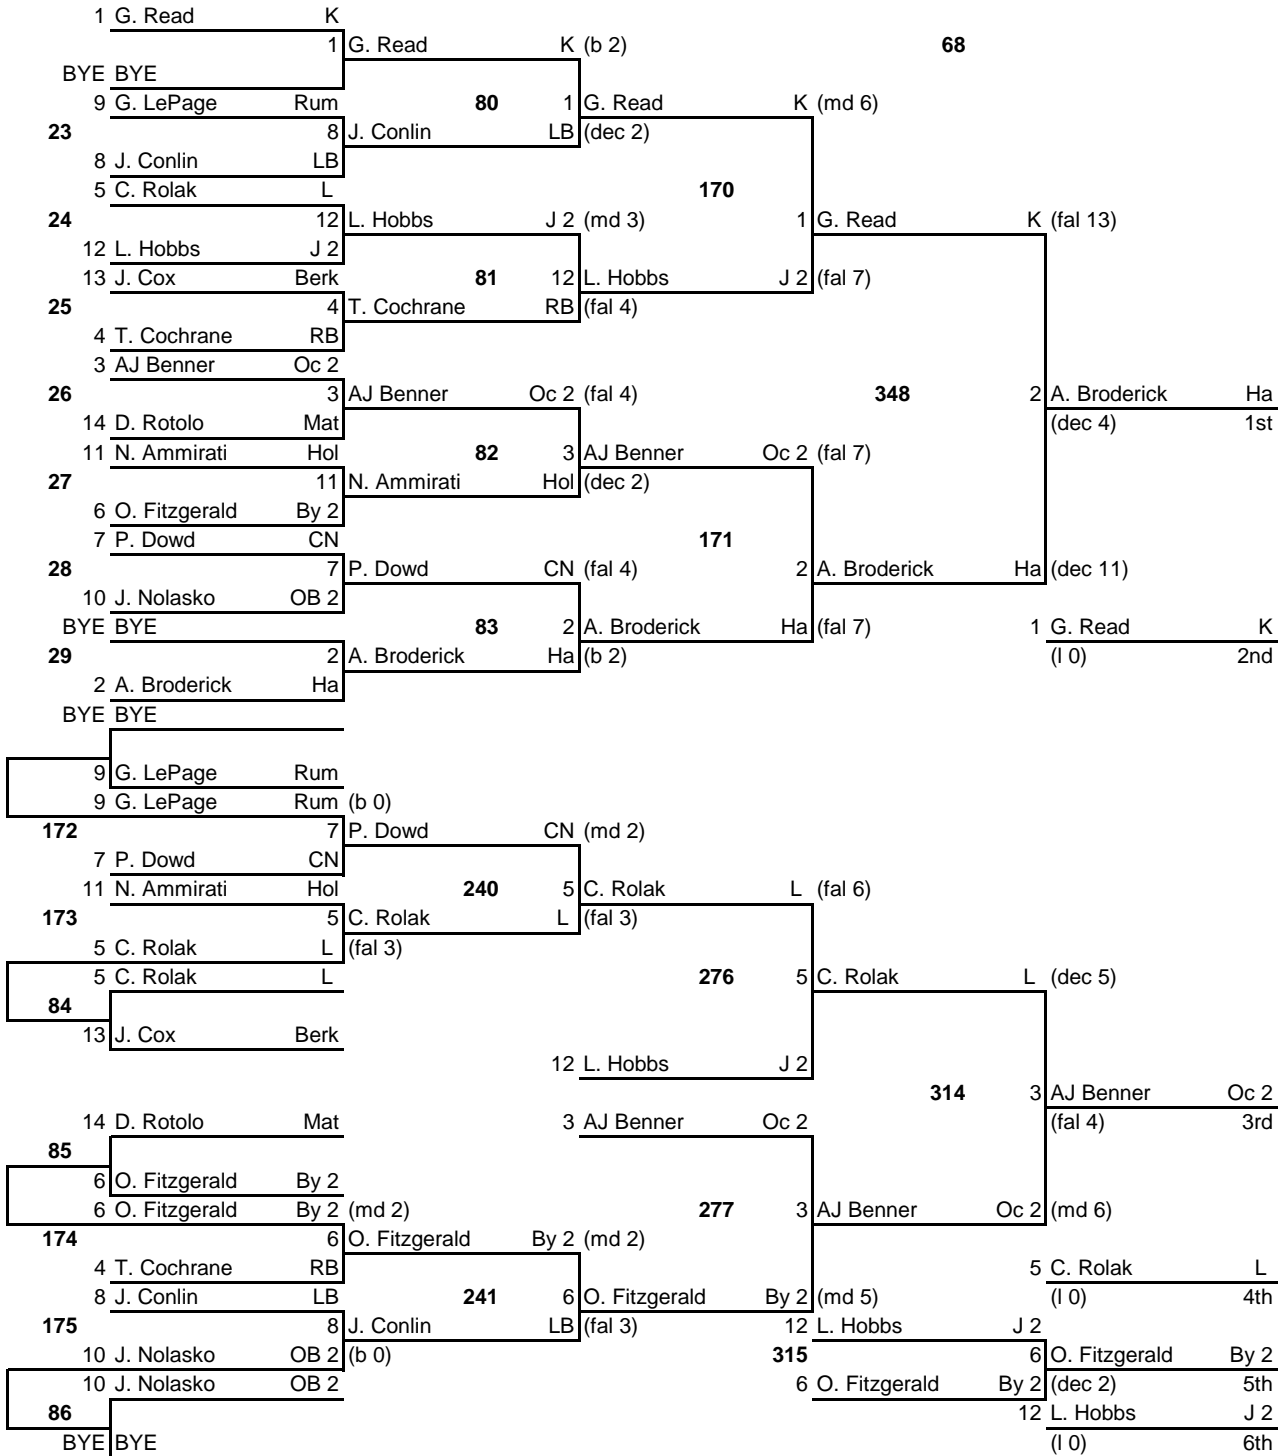 1 G. Read K
1 G. Read K (b 2) 68
BYE BYE
9 G. LePage Rum 80 1 G. Read K (md 6)
23 8 J. Conlin LB (dec 2)
8 J. Conlin LB
5 C. Rolak L 170
24 12 L. Hobbs J 2 (md 3) 1 G. Read K (fal 13)
12 L. Hobbs J 2
13 J. Cox Berk 81 12 L. Hobbs J 2 (fal 7)
25 4 T. Cochrane RB (fal 4)
4 T. Cochrane RB
3 AJ Benner Oc 2
26 3 AJ Benner Oc 2 (fal 4) 348 2 A. Broderick Ha
14 D. Rotolo Mat (dec 4) 1st
11 N. Ammirati Hol 82 3 AJ Benner Oc 2 (fal 7)
27 11 N. Ammirati Hol (dec 2)
6 O. Fitzgerald By 2
7 P. Dowd CN 171
28 7 P. Dowd CN (fal 4) 2 A. Broderick Ha (dec 11)
10 J. Nolasko OB 2
BYE BYE 83 2 A. Broderick Ha (fal 7) 1 G. Read K
29 2 A. Broderick Ha (b 2) (l 0) 2nd
2 A. Broderick Ha
BYE BYE
9 G. LePage Rum
9 G. LePage Rum (b 0)
172 7 P. Dowd CN (md 2)
7 P. Dowd CN
11 N. Ammirati Hol 240 5 C. Rolak L (fal 6)
173 5 C. Rolak L (fal 3)
5 C. Rolak L (fal 3)
5 C. Rolak L 276 5 C. Rolak L (dec 5)
84
13 J. Cox Berk
12 L. Hobbs J 2
314 3 AJ Benner Oc 2
14 D. Rotolo Mat 3 AJ Benner Oc 2 (fal 4) 3rd
85
6 O. Fitzgerald By 2
6 O. Fitzgerald By 2 (md 2) 277 3 AJ Benner Oc 2 (md 6)
174 6 O. Fitzgerald By 2 (md 2)
4 T. Cochrane RB 5 C. Rolak L
8 J. Conlin LB 241 6 O. Fitzgerald By 2 (md 5) (l 0) 4th
175 8 J. Conlin LB (fal 3) 12 L. Hobbs J 2
10 J. Nolasko OB 2 (b 0) 315 6 O. Fitzgerald By 2
10 J. Nolasko OB 2 6 O. Fitzgerald By 2 (dec 2) 5th
86 12 L. Hobbs J 2
BYE BYE (l 0) 6th